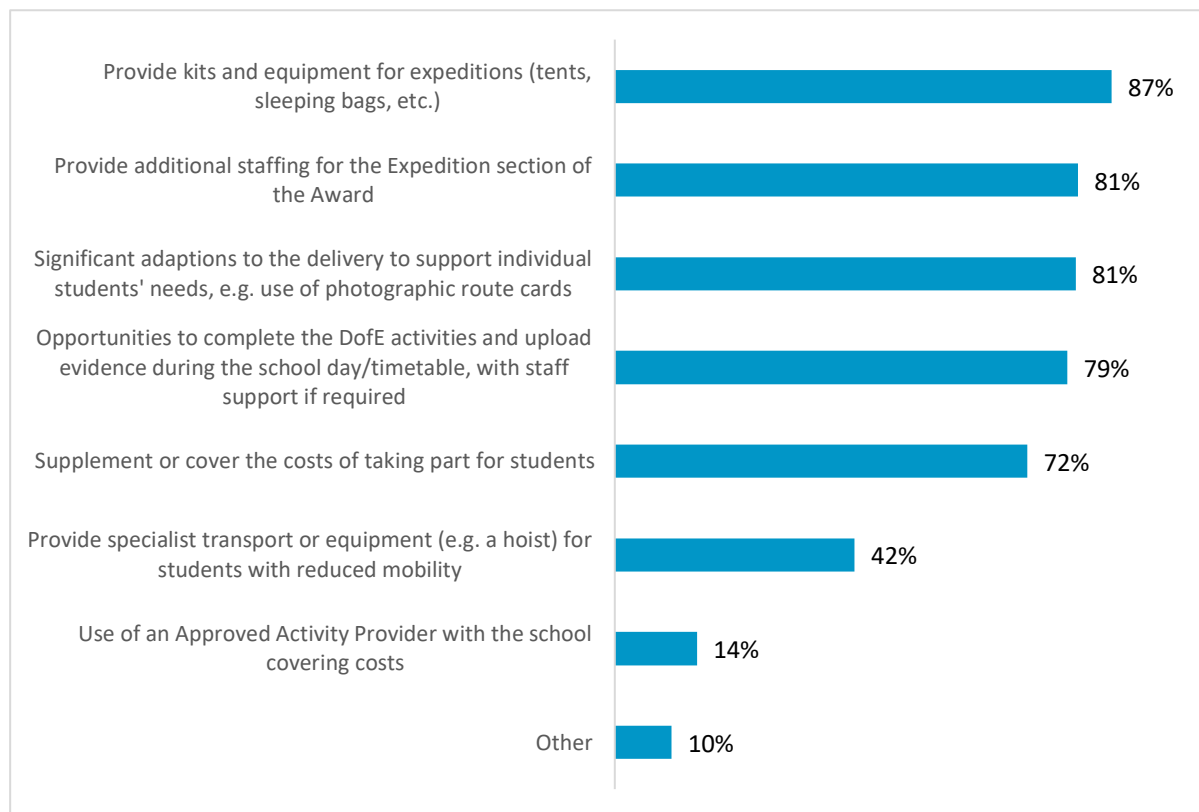 Provide kits and equipment for expeditions (tents,
sleeping bags, etc.)
87%
Provide additional staffing for the Expedition section of
the Award
81%
Significant adaptions to the delivery to support individual
students' needs, e.g. use of photographic route cards
81%
Opportunities to complete the DofE activities and upload
evidence during the school day/timetable, with staff
support if required
79%
Supplement or cover the costs of taking part for students
72%
Provide specialist transport or equipment (e.g. a hoist) for
students with reduced mobility
42%
Use of an Approved Activity Provider with the school
covering costs
14%
Other
10%